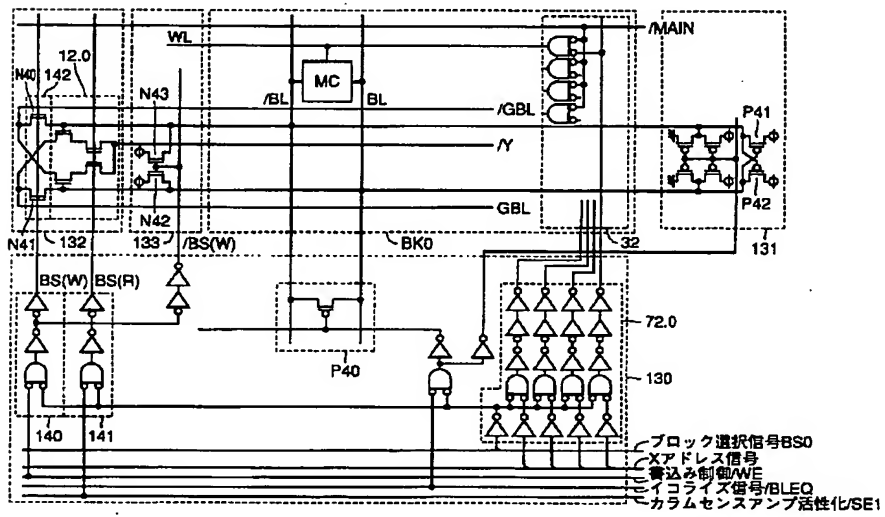 /MAIN
WL
142
12.0
N40
N43
MC
/BL
BL
/GBL
P41
/Y
P42
GBL
N41
132
133
N42
/BS(W)
BK0
32
131
BS(W)
BS(R)
72.0
P40
130
140
141
ブロック選択信号BS0
Xアドレス信号
書込み制御/WE
イコライズ信号/BLEQ
カラムセンスアンプ活性化/SE1